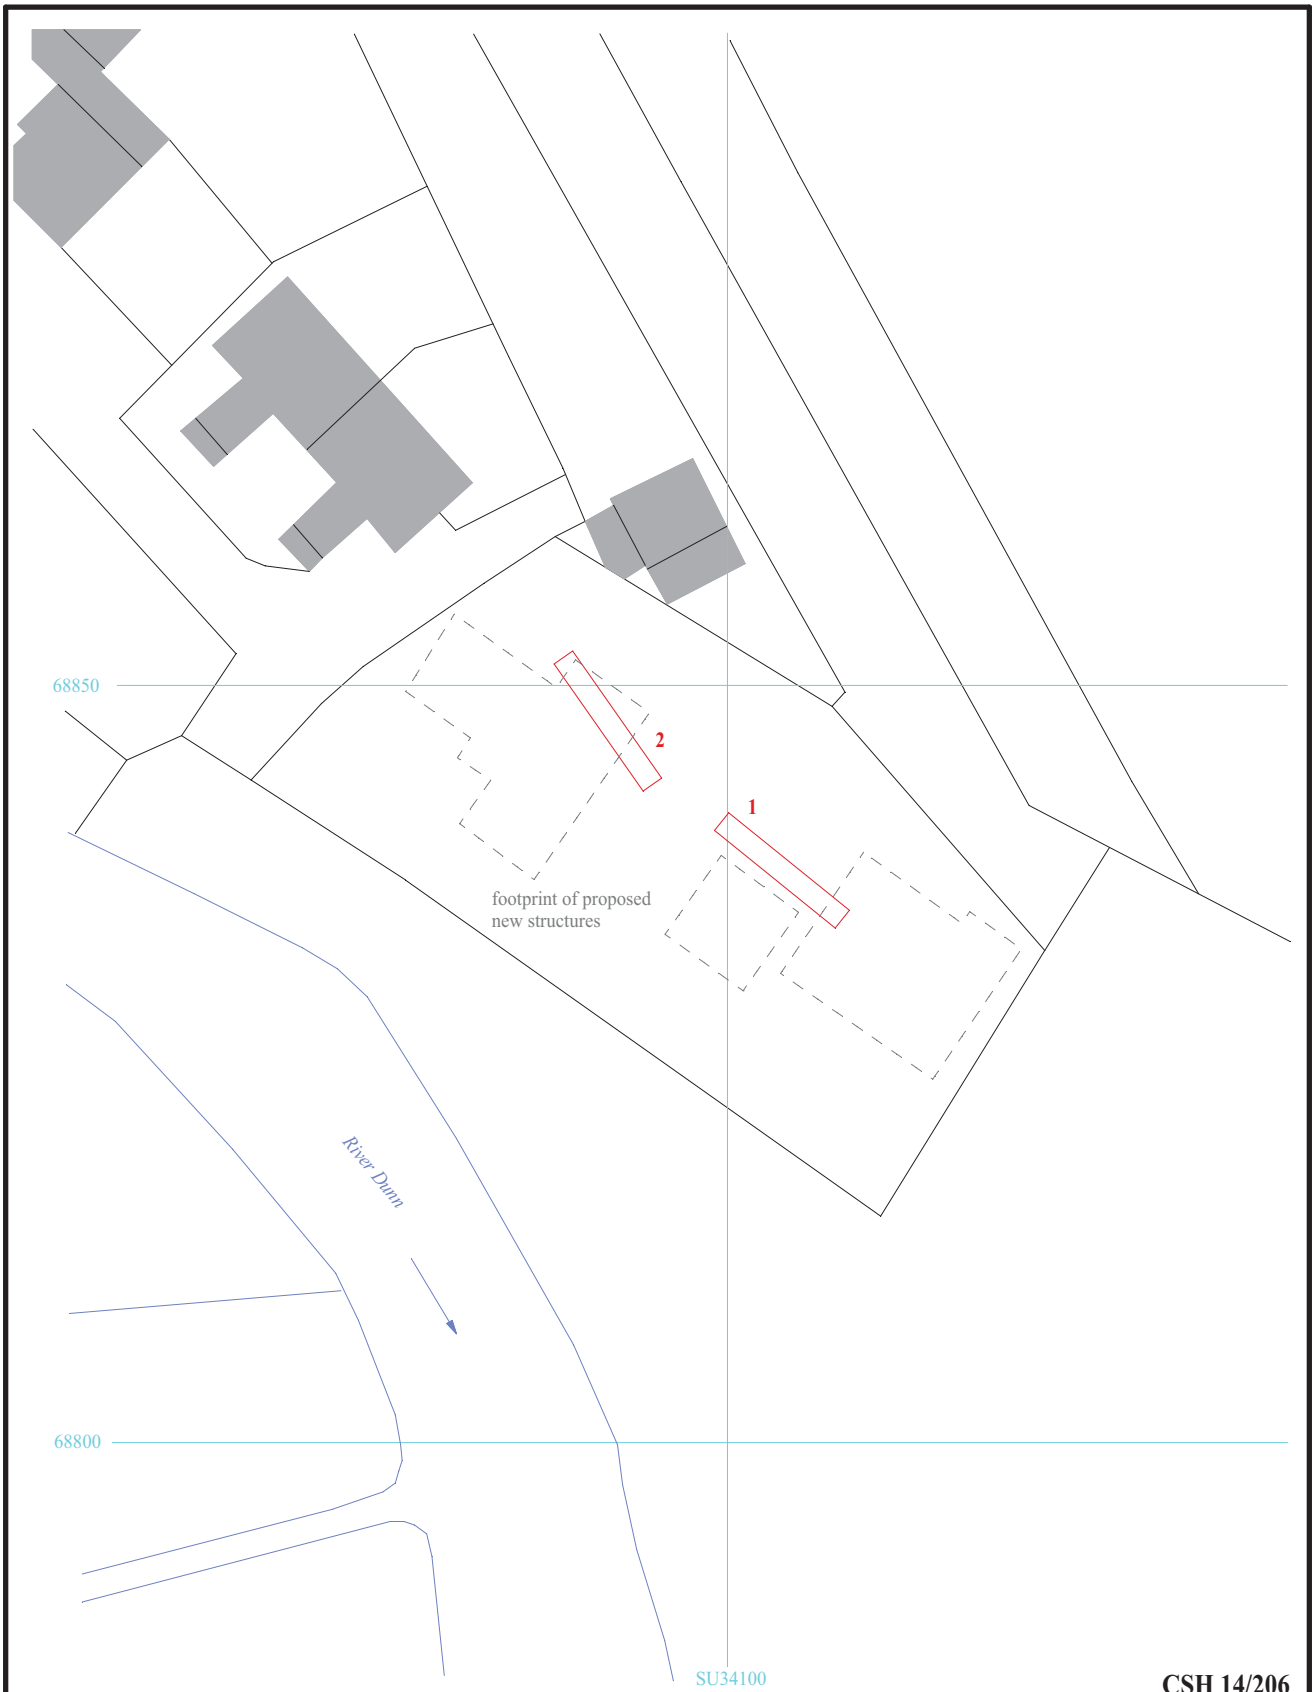 68850
2
1
footprint of proposed
new structures
River Dunn
68800
SU34100
CSH 14/206